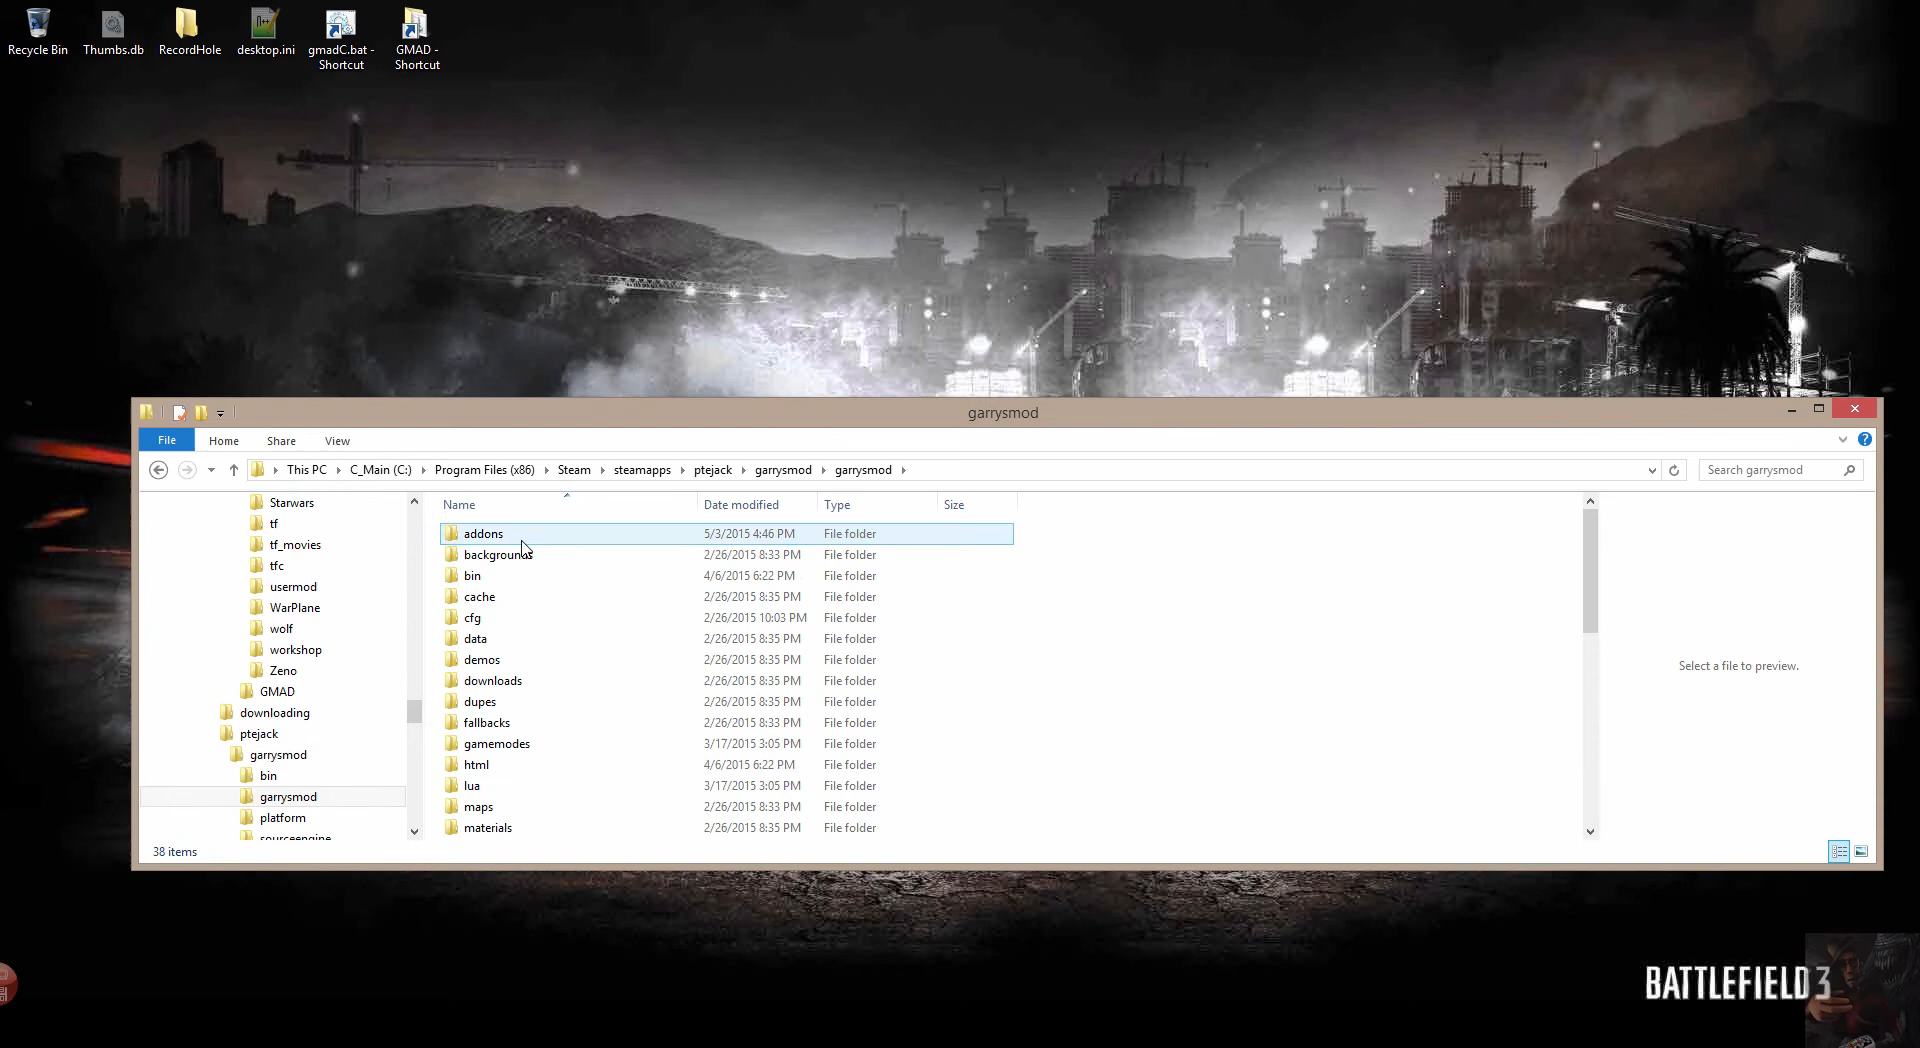 Recycle Bin
Thumbs.db
RecordHole
desktop.ini
gmadC.bat -
Shortcut
GMAD -
Shortcut
garrysmod
File
Home
Share
View
This PC
C_Main (C:)
Program Files (x86)
Steam
steamapps
ptejack
garrysmod
garrysmod
Search garrysmod
Starwars
tf
tf_movies
tfc
usermod
WarPlane
wolf
workshop
Zeno
GMAD
downloading
ptejack
garrysmod
bin
garrysmod
platform
sourceengine
Name Date modified Type Size
addons 5/3/2015 4:46 PM File folder
backgrounds 2/26/2015 8:33 PM File folder
bin 4/6/2015 6:22 PM File folder
cache 2/26/2015 8:35 PM File folder
cfg 2/26/2015 10:03 PM File folder
data 2/26/2015 8:35 PM File folder
demos 2/26/2015 8:35 PM File folder
downloads 2/26/2015 8:35 PM File folder
dupes 2/26/2015 8:35 PM File folder
fallbacks 2/26/2015 8:33 PM File folder
gamemodes 3/17/2015 3:05 PM File folder
html 4/6/2015 6:22 PM File folder
lua 3/17/2015 3:05 PM File folder
maps 2/26/2015 8:33 PM File folder
materials 2/26/2015 8:35 PM File folder
Select a file to preview.
38 items
BATTLEFIELD 3